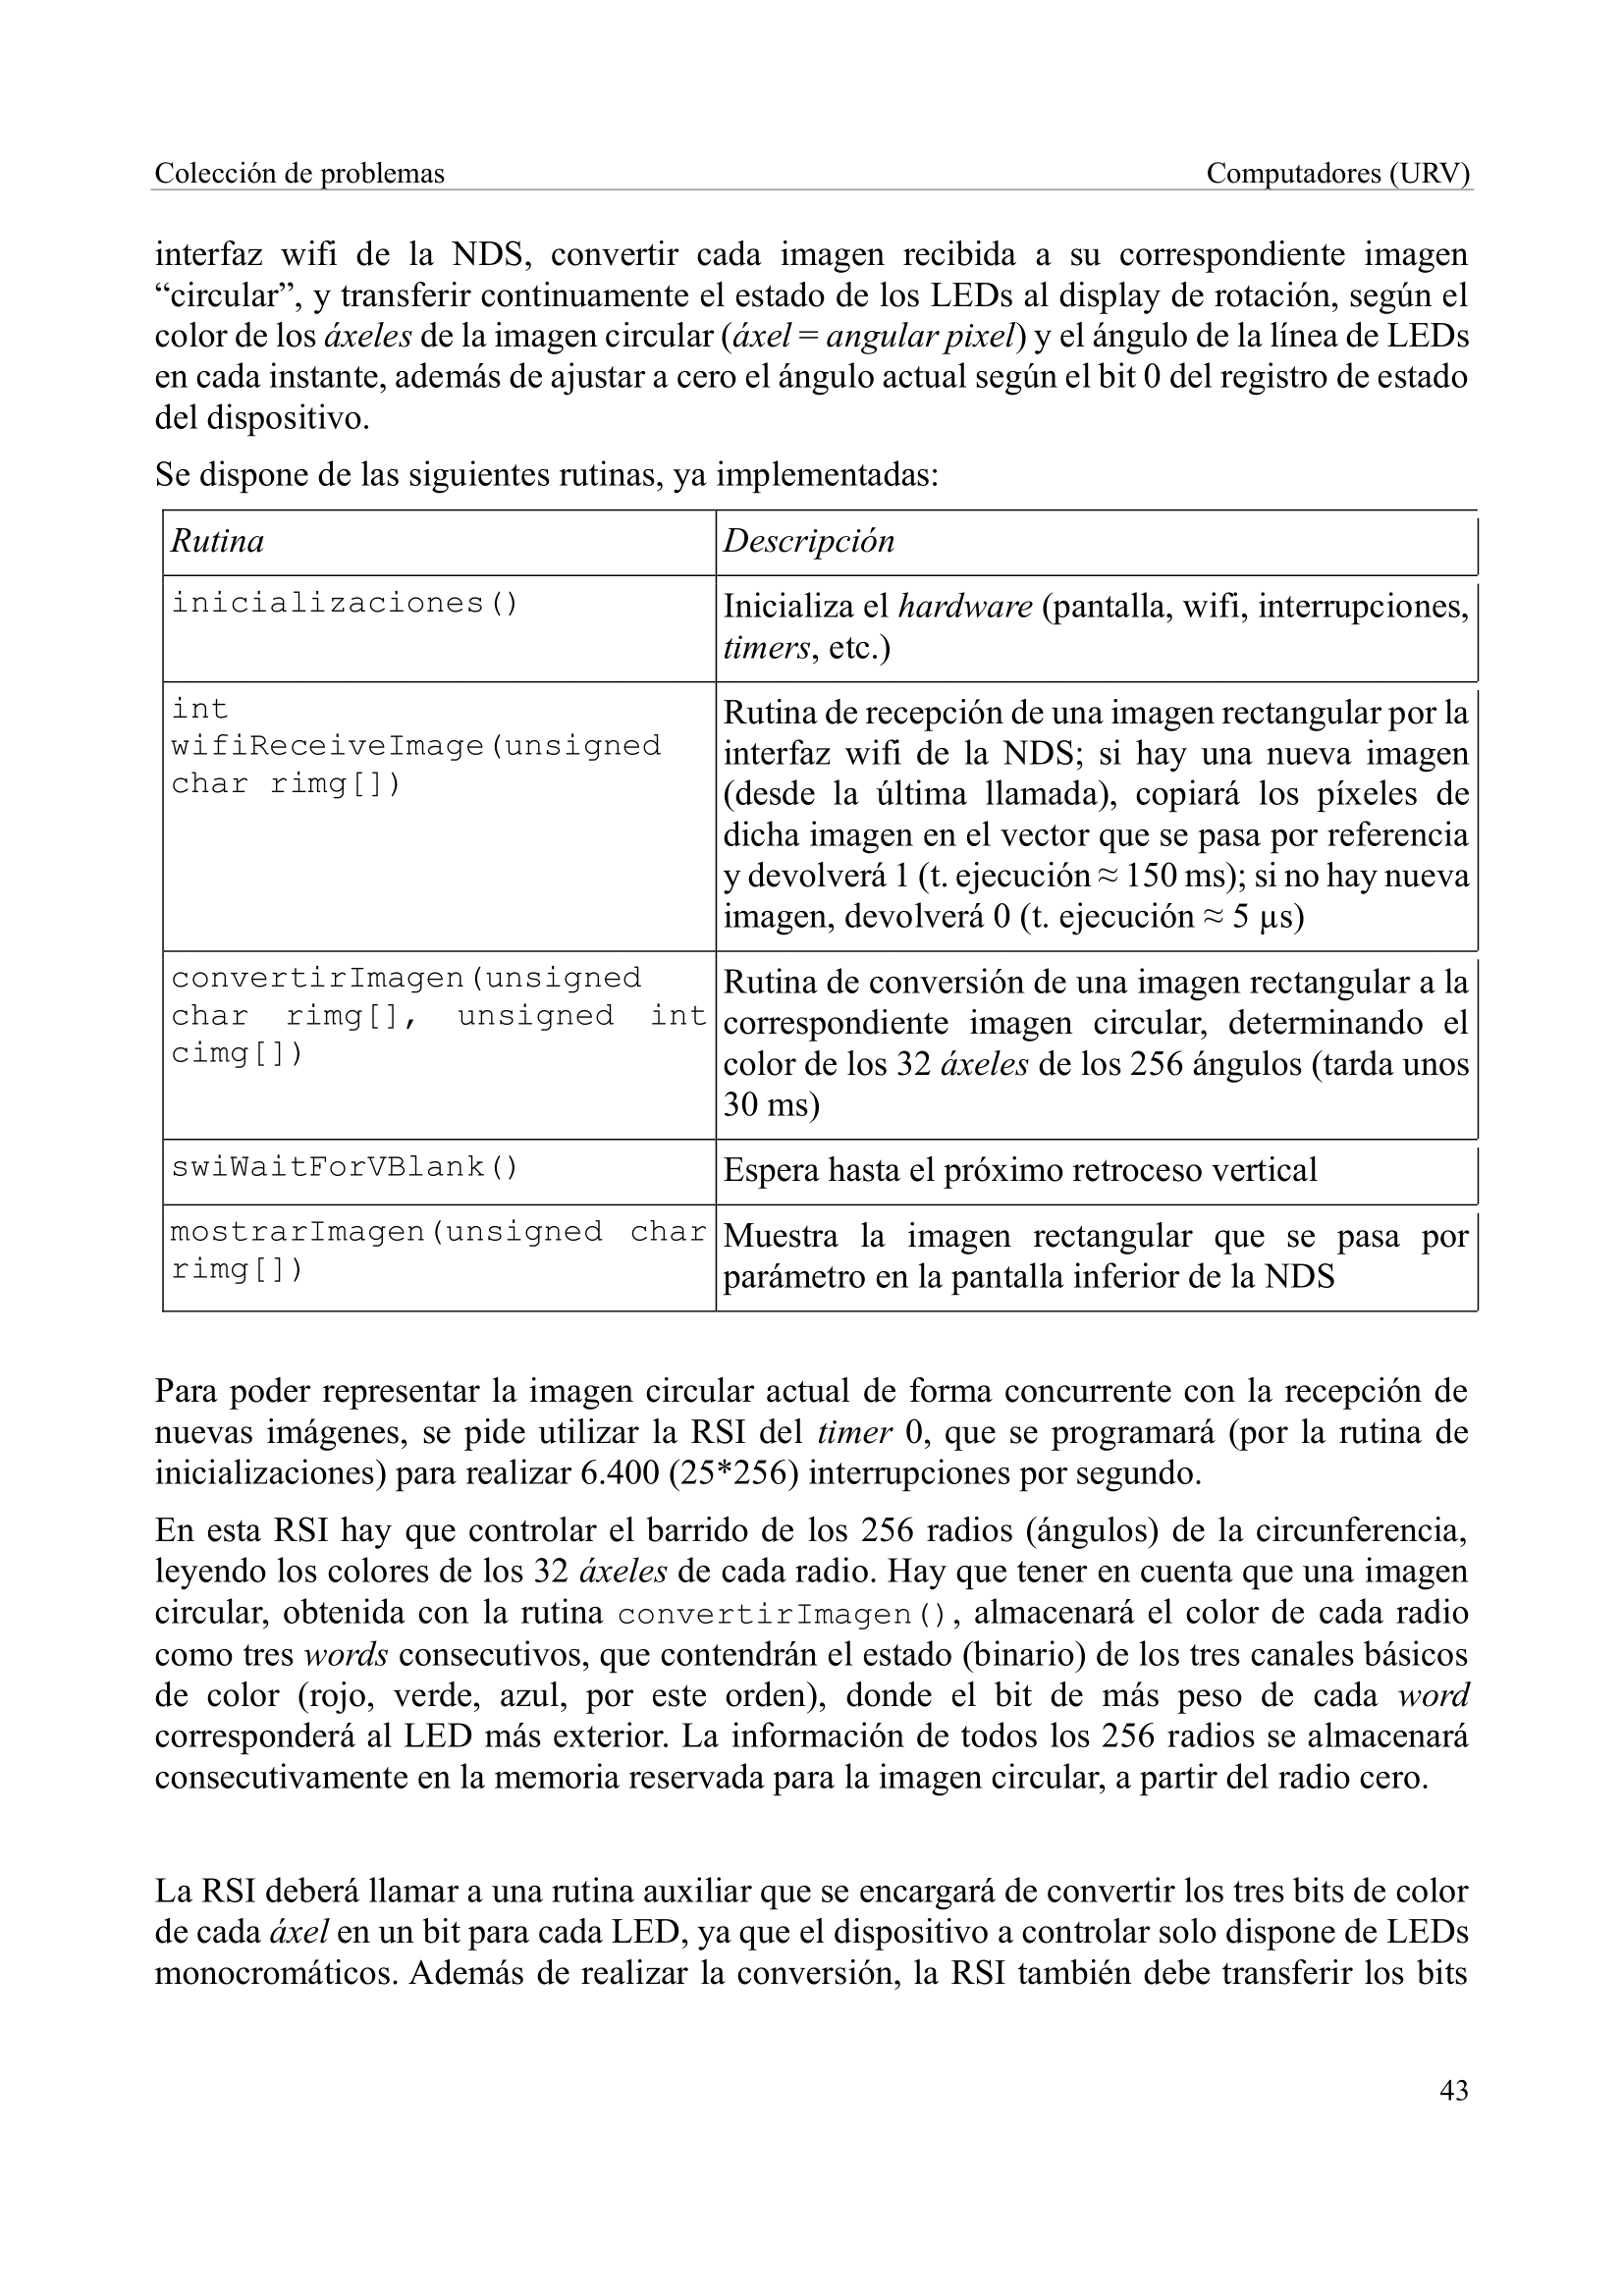 Colección de problemas Computadores (URV)
interfaz wifi de la NDS, convertir cada imagen recibida a su correspondiente imagen
“circular”, y transferir continuamente el estado de los LEDs al display de rotación, según el
color de los áxeles de la imagen circular (áxel = angular pixel) y el ángulo de la línea de LEDs
en cada instante, además de ajustar a cero el ángulo actual según el bit 0 del registro de estado
del dispositivo.
Se dispone de las siguientes rutinas, ya implementadas:
Rutina Descripción
inicializaciones() Inicializa el hardware (pantalla, wifi, interrupciones,
timers, etc.)
int
wifiReceiveImage(unsigned
char rimg[])
Rutina de recepción de una imagen rectangular por la
interfaz wifi de la NDS; si hay una nueva imagen
(desde la última llamada), copiará los píxeles de
dicha imagen en el vector que se pasa por referencia
y devolverá 1 (t. ejecución ≈ 150 ms); si no hay nueva
imagen, devolverá 0 (t. ejecución ≈ 5 µs)
convertirImagen(unsigned
char rimg[], unsigned int
cimg[])
Rutina de conversión de una imagen rectangular a la
correspondiente imagen circular, determinando el
color de los 32 áxeles de los 256 ángulos (tarda unos
30 ms)
swiWaitForVBlank() Espera hasta el próximo retroceso vertical
mostrarImagen(unsigned char
rimg[])
Muestra la imagen rectangular que se pasa por
parámetro en la pantalla inferior de la NDS
Para poder representar la imagen circular actual de forma concurrente con la recepción de
nuevas imágenes, se pide utilizar la RSI del timer 0, que se programará (por la rutina de
inicializaciones) para realizar 6.400 (25*256) interrupciones por segundo.
En esta RSI hay que controlar el barrido de los 256 radios (ángulos) de la circunferencia,
leyendo los colores de los 32 áxeles de cada radio. Hay que tener en cuenta que una imagen
circular, obtenida con la rutina convertirImagen(), almacenará el color de cada radio
como tres words consecutivos, que contendrán el estado (binario) de los tres canales básicos
de color (rojo, verde, azul, por este orden), donde el bit de más peso de cada word
corresponderá al LED más exterior. La información de todos los 256 radios se almacenará
consecutivamente en la memoria reservada para la imagen circular, a partir del radio cero.
La RSI deberá llamar a una rutina auxiliar que se encargará de convertir los tres bits de color
de cada áxel en un bit para cada LED, ya que el dispositivo a controlar solo dispone de LEDs
monocromáticos. Además de realizar la conversión, la RSI también debe transferir los bits
43